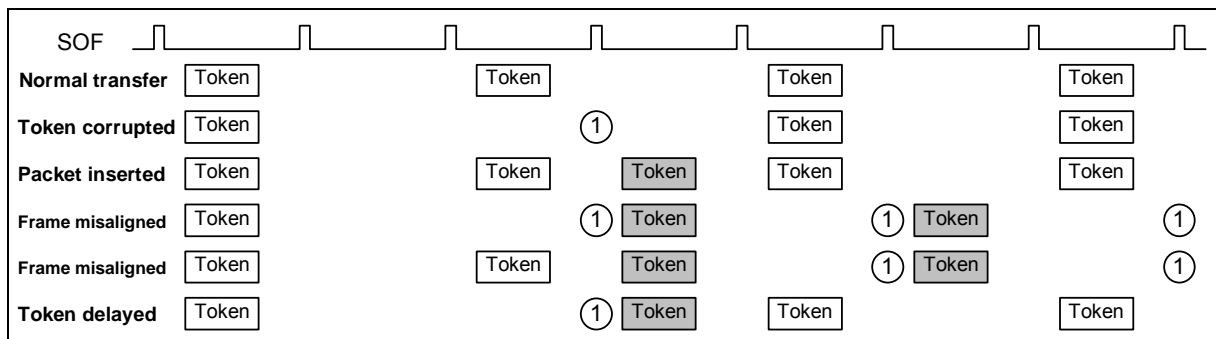 SOF
Normal transfer Token Token Token Token
Token corrupted Token 1 Token Token
Packet inserted Token Token Token Token Token
Frame misaligned Token 1 Token 1 Token 1
Frame misaligned Token Token Token 1 Token 1
Token delayed Token 1 Token Token Token